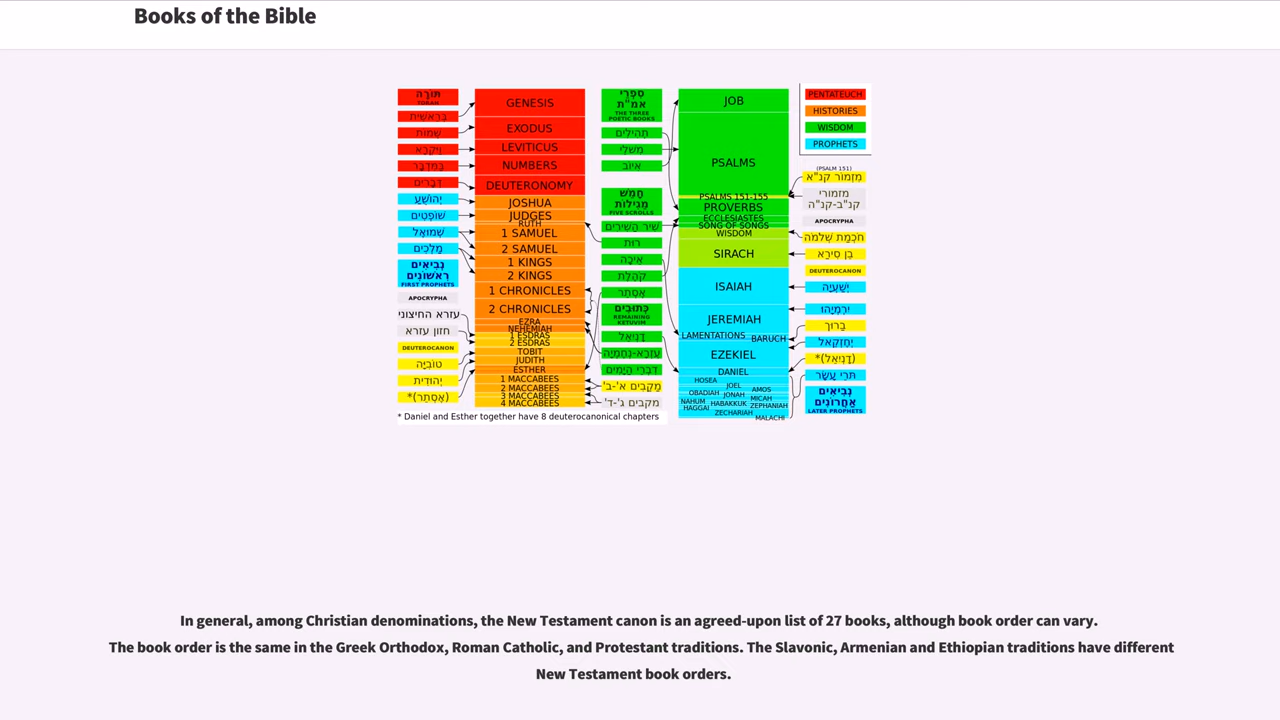 Books of the Bible
תּוֹרָה
TORAH
בְּרֵאשִׁית
שְׁמוֹת
וַיִּקְרָא
בְּמִדְבַּר
דְּבָרִים
יְהוֹשֻׁעַ
שׁוֹפְטִים
שְׁמוּאֵל
מְלָכִים
נְבִיאִים
רִאשׁוֹנִים
FIRST PROPHETS
APOCRYPHA
עזרא החיצוני
חזון עזרא
DEUTEROCANON
טוֹבִיָּה
יְהוּדִית
(אֶסְתֵּר)*
GENESIS
EXODUS
LEVITICUS
NUMBERS
DEUTERONOMY
JOSHUA
JUDGES
RUTH
1 SAMUEL
2 SAMUEL
1 KINGS
2 KINGS
1 CHRONICLES
2 CHRONICLES
EZRA
NEHEMIAH
1 ESDRAS
2 ESDRAS
TOBIT
JUDITH
ESTHER
1 MACCABEES
2 MACCABEES
3 MACCABEES
4 MACCABEES
* Daniel and Esther together have 8 deuterocanonical chapters
סִפְרֵי
אמ"ת
THE THREE
POETIC BOOKS
תְהִילִים
מִשְׁלֵי
אִיּוֹב
חָמֵשׁ
מְגִילּוֹת
FIVE SCROLLS
שִׁיר הַשִּׁירִים
רוּת
אֵיכָה
קֹהֶלֶת
אֶסְתֵר
כְּתוּבִים
REMAINING
KETUVIM
דָּנִיֵּאל
עֶזְרָא-נְחֶמְיָה
דִּבְרֵי הַיָּמִים
מַקַבִּים א'-ב'
מקבים ג'-ד'
JOB
PSALMS
PSALMS 151-155
PROVERBS
ECCLESIASTES
SONG OF SONGS
WISDOM
SIRACH
ISAIAH
JEREMIAH
LAMENTATIONS
BARUCH
EZEKIEL
DANIEL
HOSEA
JOEL
AMOS
OBADIAH
JONAH
MICAH
NAHUM
HABAKKUK
ZEPHANIAH
HAGGAI
ZECHARIAH
MALACHI
PENTATEUCH
HISTORIES
WISDOM
PROPHETS
(PSALM 151)
מִזְמוֹר קנ"א
מזמורי
קנ"ב-קנ"ה
APOCRYPHA
חׇכְמַת שְׁלֹמֹה
בֶּן סִירָא
DEUTEROCANON
יְשַׁעְיָה
יִרְמְיָהוּ
בָּרוּךְ
יְחֶזְקֵאל
(דָּנִיֵּאל)*
תְּרֵי עֲשַׂר
נְבִיאִים
אַחֲרוֹנִים
LATER PROPHETS
In general, among Christian denominations, the New Testament canon is an agreed-upon list of 27 books, although book order can vary.
The book order is the same in the Greek Orthodox, Roman Catholic, and Protestant traditions. The Slavonic, Armenian and Ethiopian traditions have different
New Testament book orders.